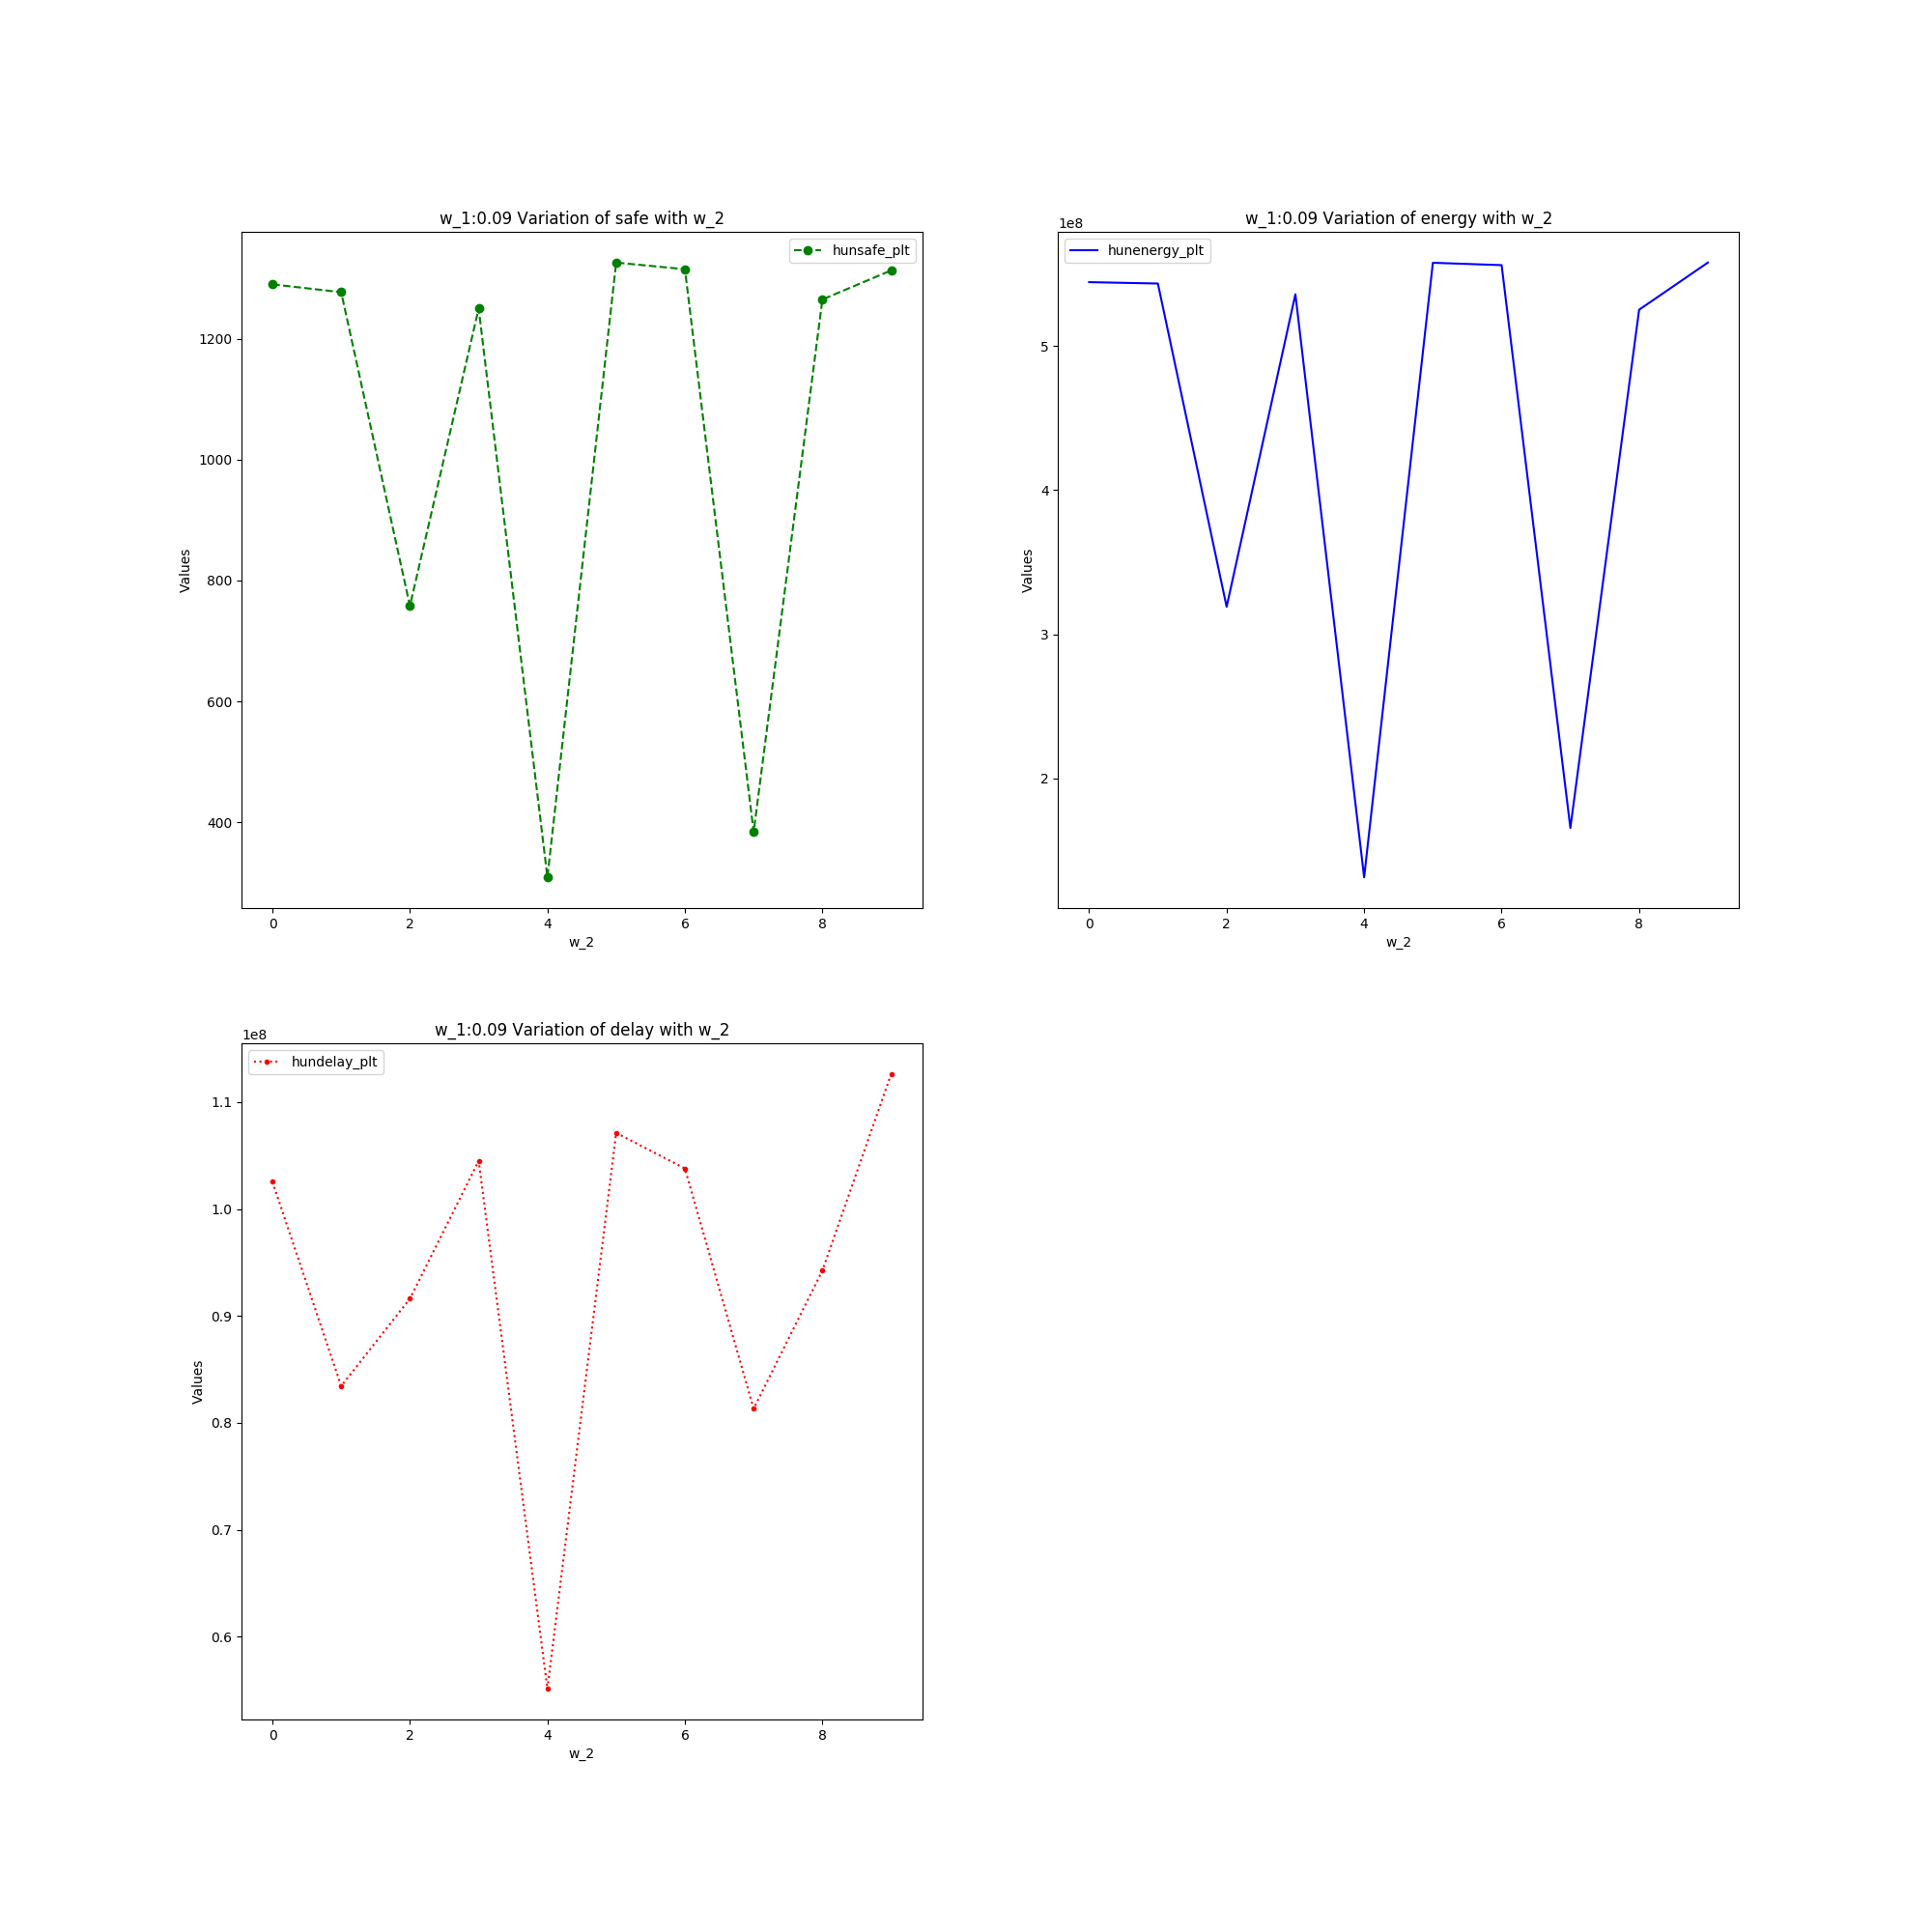 w_1:0.09 Variation of safe with w_2
hunsafe_plt
1200
1000
800
600
400
Values
0 2 4 6 8
w_2
w_1:0.09 Variation of energy with w_2
1e8
hunenergy_plt
5
4
3
2
Values
0 2 4 6 8
w_2
w_1:0.09 Variation of delay with w_2
1e8
hundelay_plt
1.1
1.0
0.9
0.8
0.7
0.6
Values
0 2 4 6 8
w_2